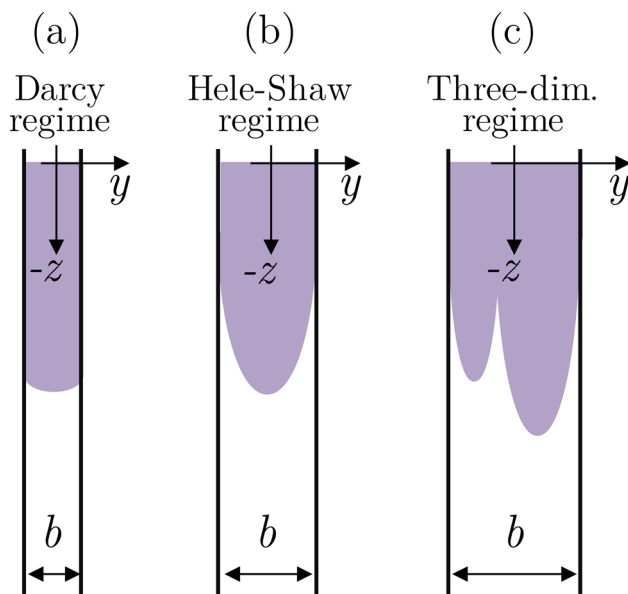 (a)
Darcy
regime
y
-z
b
(b)
Hele-Shaw
regime
y
-z
b
(c)
Three-dim.
regime
y
-z
b